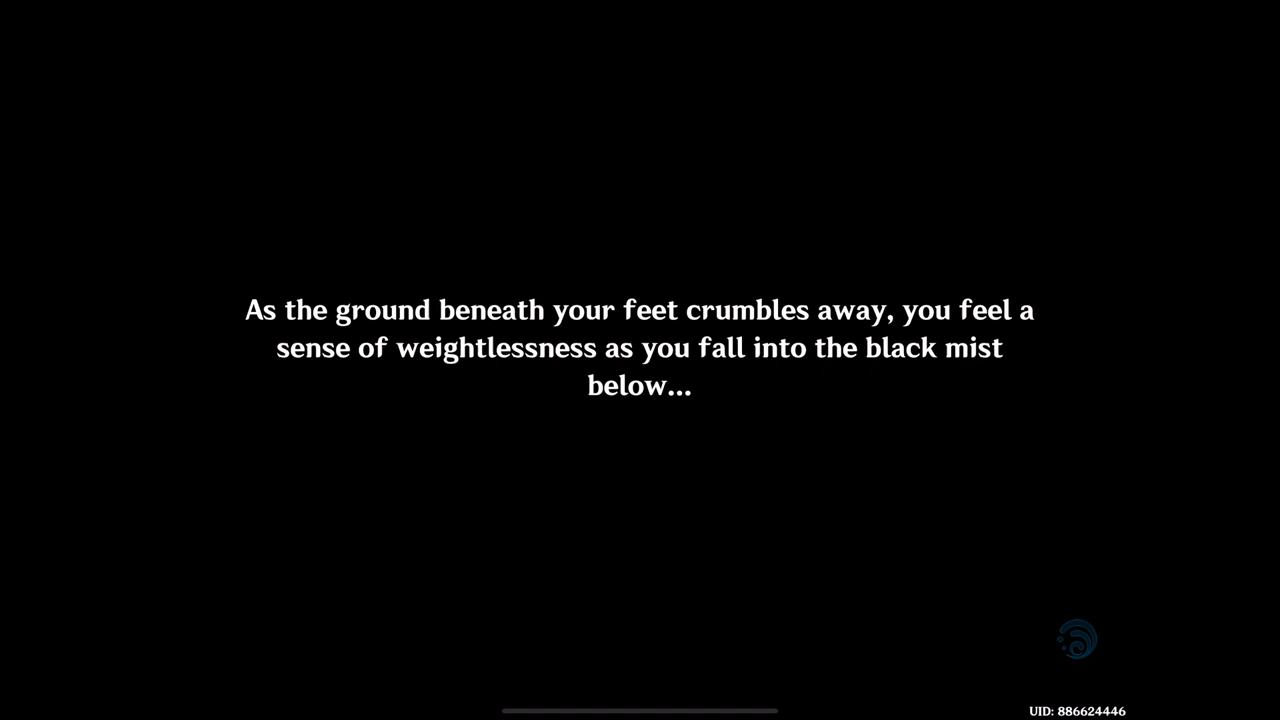 As the ground beneath your feet crumbles away, you feel a
sense of weightlessness as you fall into the black mist
below...
UID: 886624446